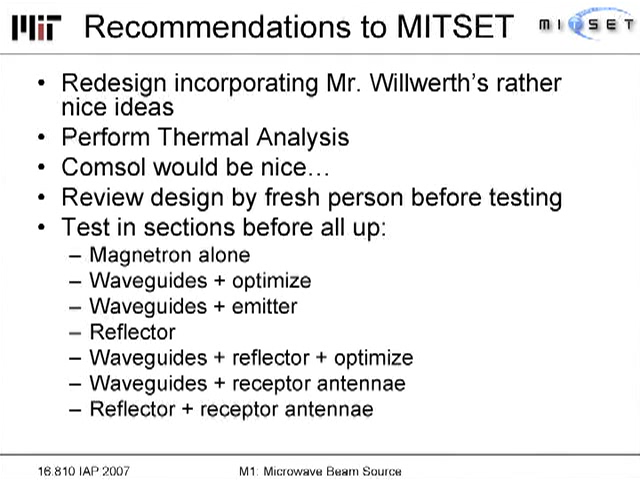 MIT
Recommendations to MITSET
MITSET
• Redesign incorporating Mr. Willwerth's rather
nice ideas
• Perform Thermal Analysis
• Comsol would be nice…
• Review design by fresh person before testing
• Test in sections before all up:
– Magnetron alone
– Waveguides + optimize
– Waveguides + emitter
– Reflector
– Waveguides + reflector + optimize
– Waveguides + receptor antennae
– Reflector + receptor antennae
16.810 IAP 2007
M1: Microwave Beam Source